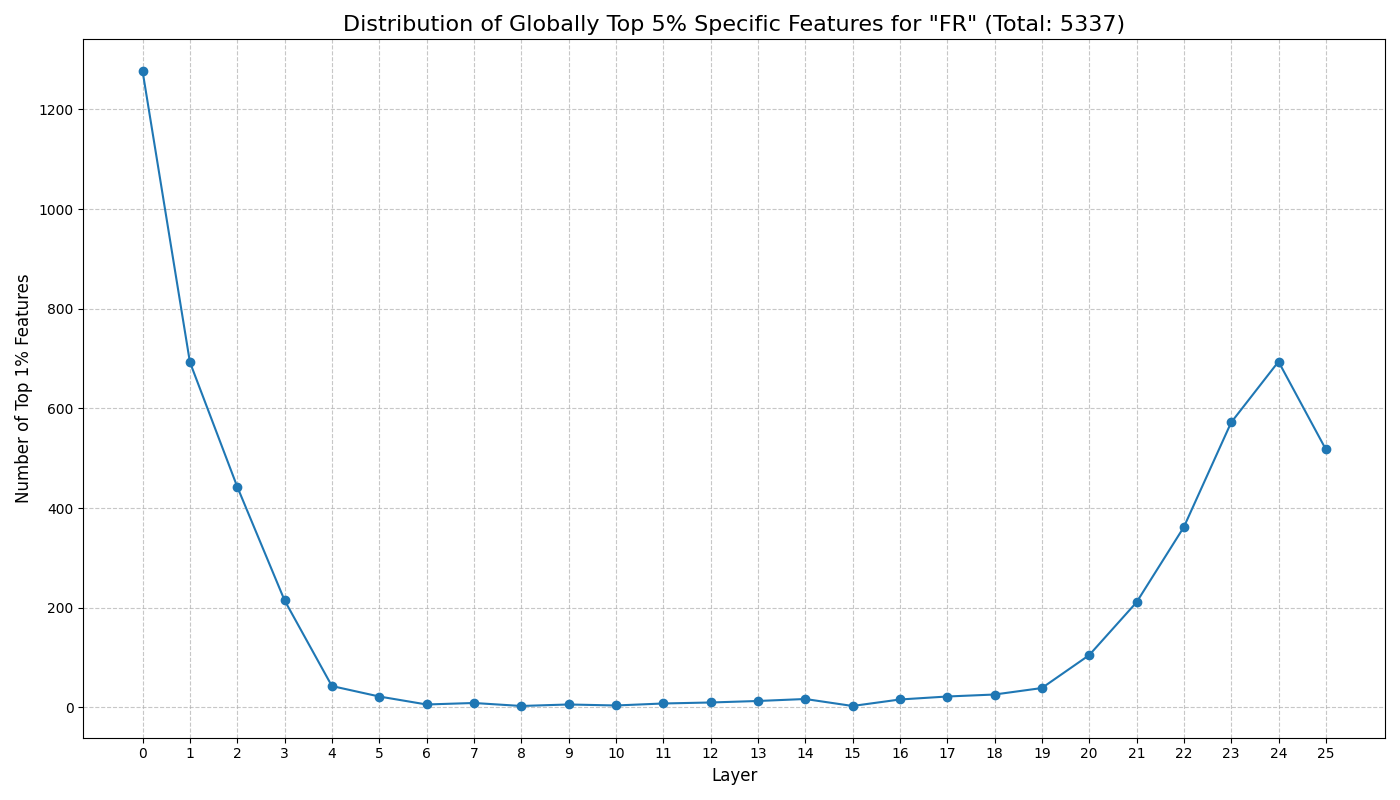 Distribution of Globally Top 5% Specific Features for "FR" (Total: 5337)
Number of Top 1% Features
1200
1000
800
600
400
200
0
0 1 2 3 4 5 6 7 8 9 10 11 12 13 14 15 16 17 18 19 20 21 22 23 24 25
Layer